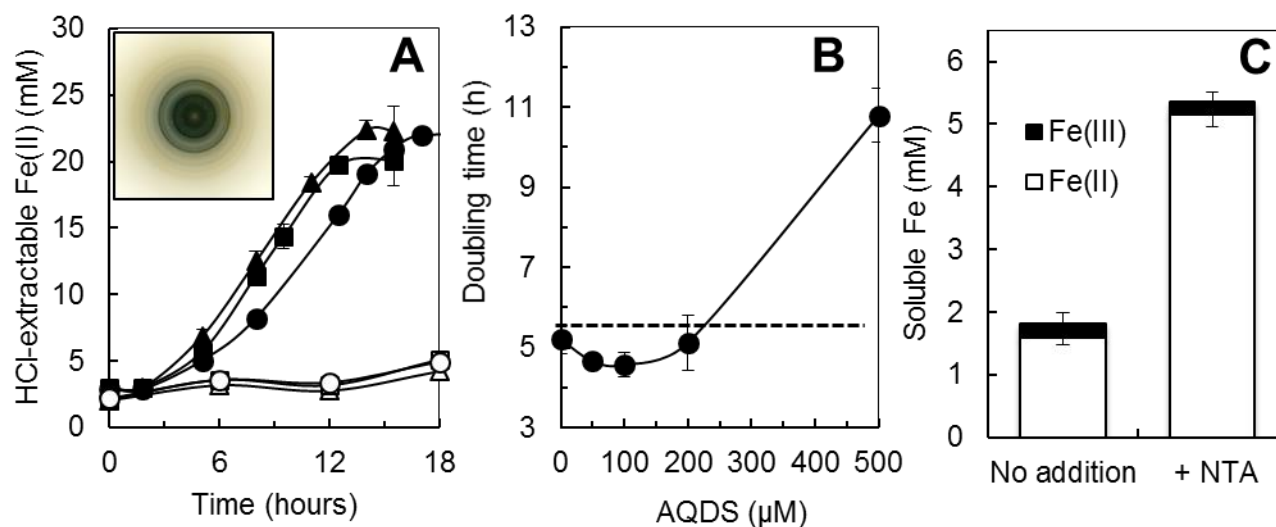 A
HCl-extractable Fe(II) (mM)
30
25
20
15
10
5
0
0 6 12 18
Time (hours)
B
Doubling time (h)
13
11
9
7
5
3
0 100 200 300 400 500
AQDS (µM)
C
Soluble Fe (mM)
6
5
4
3
2
1
0
Fe(III)
Fe(II)
No addition + NTA